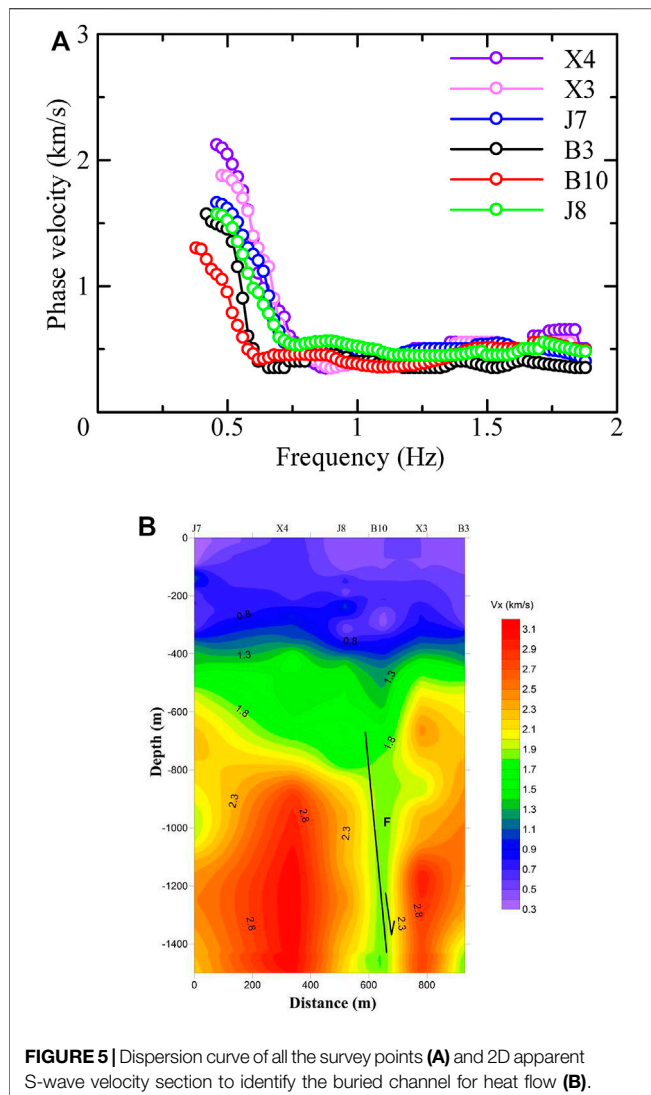 A
X4
X3
J7
B3
B10
J8
3
2
1
0
Phase velocity (km/s)
0 0.5 1 1.5 2
Frequency (Hz)
B
J7 X4 J8 B10 X3 B3
0
-200
-400
-600
-800
-1000
-1200
-1400
Depth (m)
0.8
0.8
1.3
1.3
1.8
1.8
2.3
2.3
2.8
2.8
2.3
2.8
F
0 200 400 600 800
Distance (m)
Vx (km/s)
3.1
2.9
2.7
2.5
2.3
2.1
1.9
1.7
1.5
1.3
1.1
0.9
0.7
0.5
0.3
FIGURE 5 | Dispersion curve of all the survey points (A) and 2D apparent
S-wave velocity section to identify the buried channel for heat flow (B).